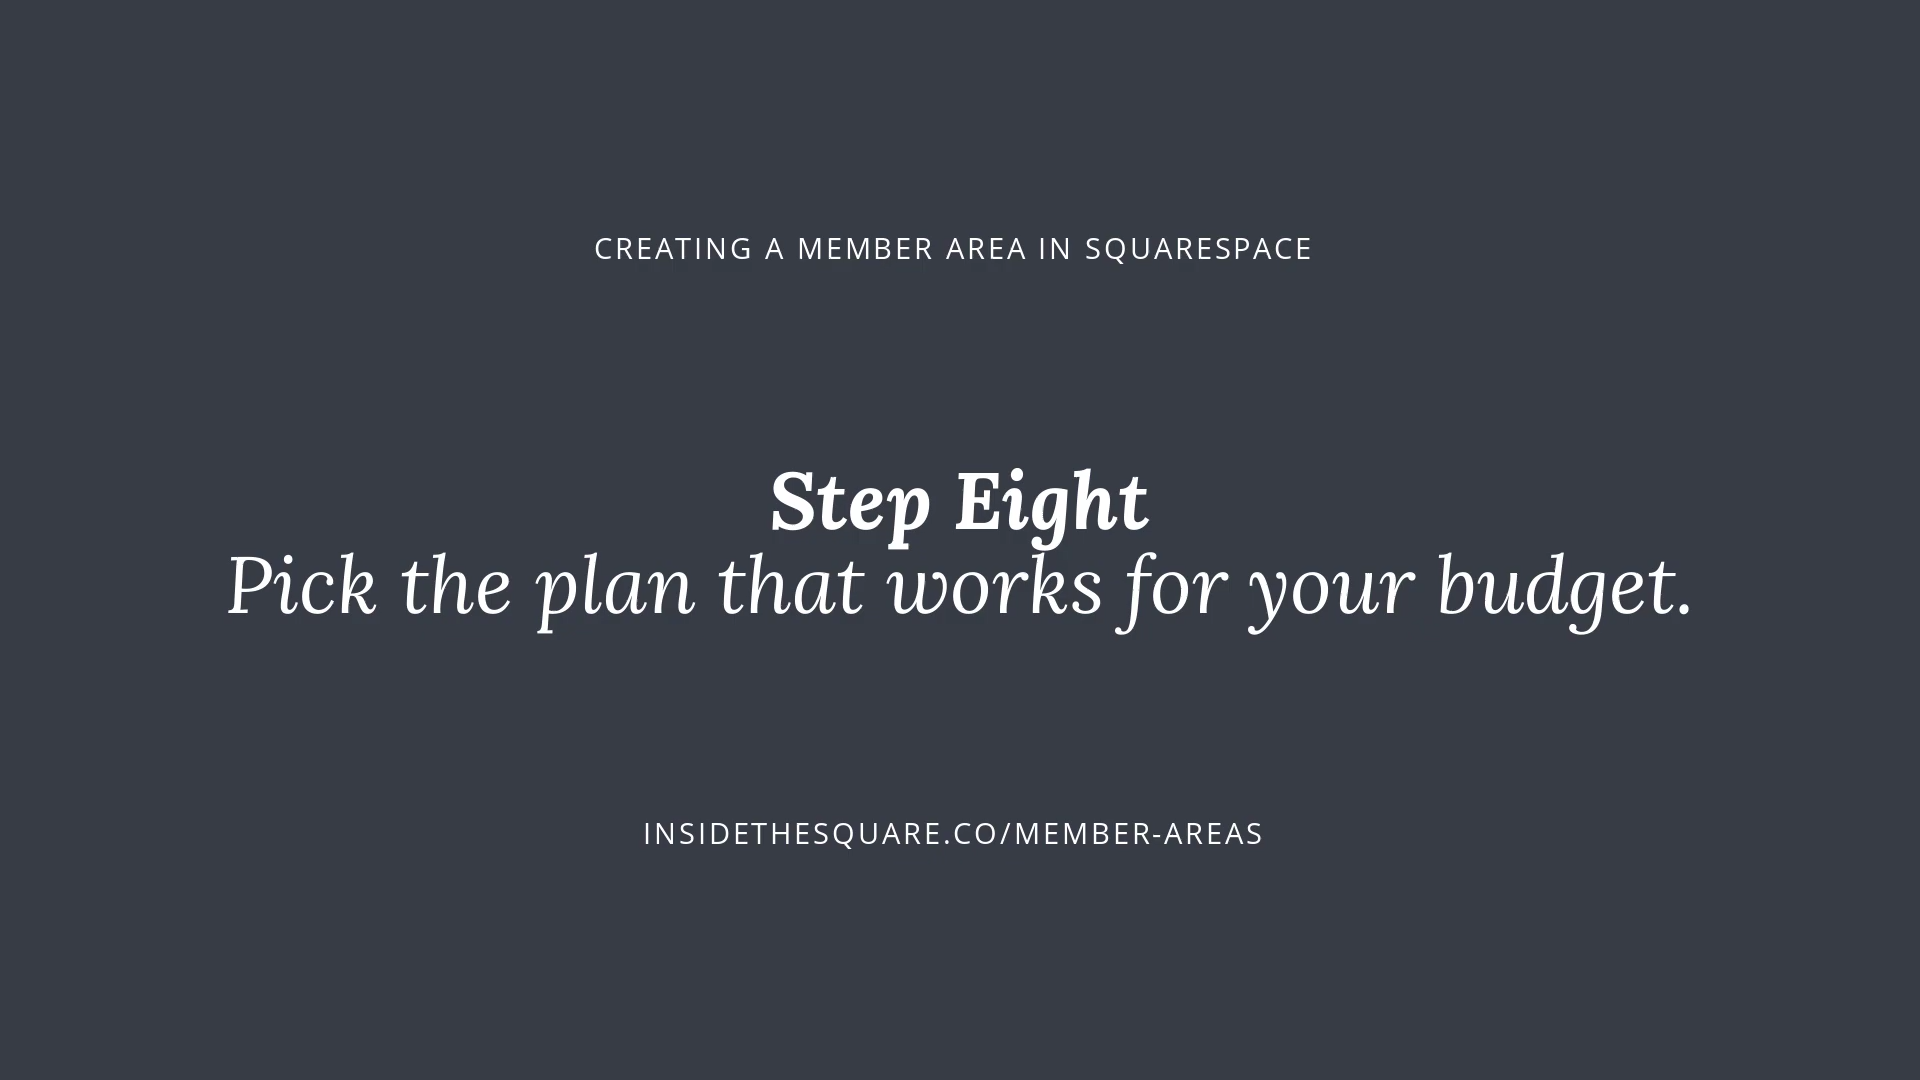 CREATING A MEMBER AREA IN SQUARESPACE
Step Eight
Pick the plan that works for your budget.
INSIDETHESQUARE.CO/MEMBER-AREAS